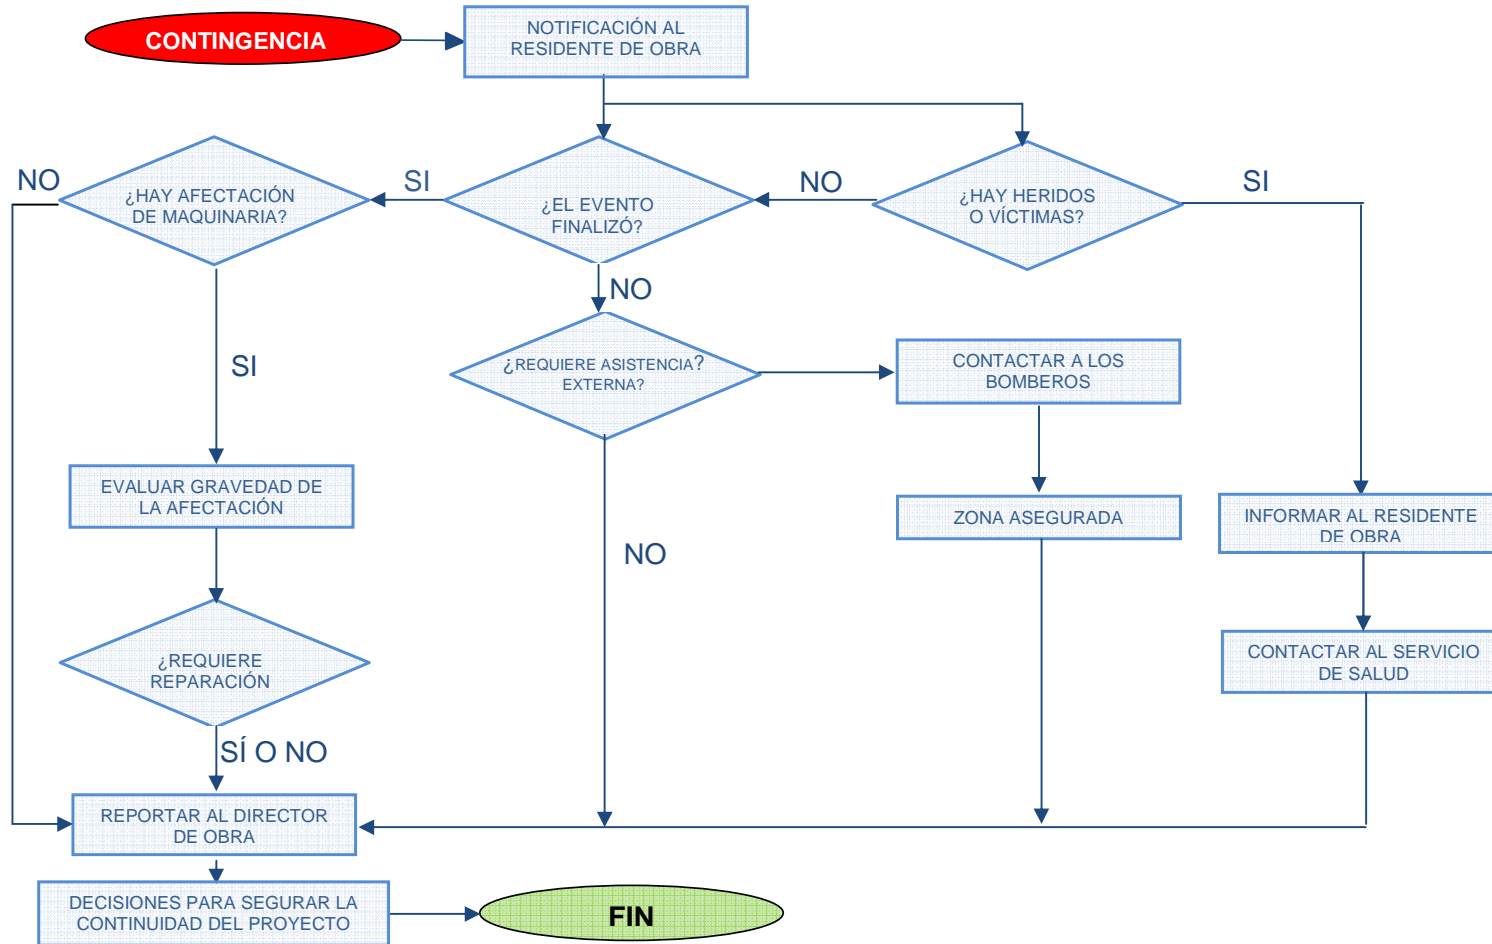 CONTINGENCIA
NOTIFICACIÓN AL
RESIDENTE DE OBRA
NO
¿HAY AFECTACIÓN
DE MAQUINARIA?
SI
¿EL EVENTO
FINALIZÓ?
NO
¿HAY HERIDOS
O VÍCTIMAS?
SI
NO
¿REQUIERE ASISTENCIA?
EXTERNA?
CONTACTAR A LOS
BOMBEROS
SI
EVALUAR GRAVEDAD DE
LA AFECTACIÓN
ZONA ASEGURADA
INFORMAR AL RESIDENTE
DE OBRA
NO
¿REQUIERE
REPARACIÓN
CONTACTAR AL SERVICIO
DE SALUD
SÍ O NO
REPORTAR AL DIRECTOR
DE OBRA
DECISIONES PARA SEGURAR LA
CONTINUIDAD DEL PROYECTO
FIN